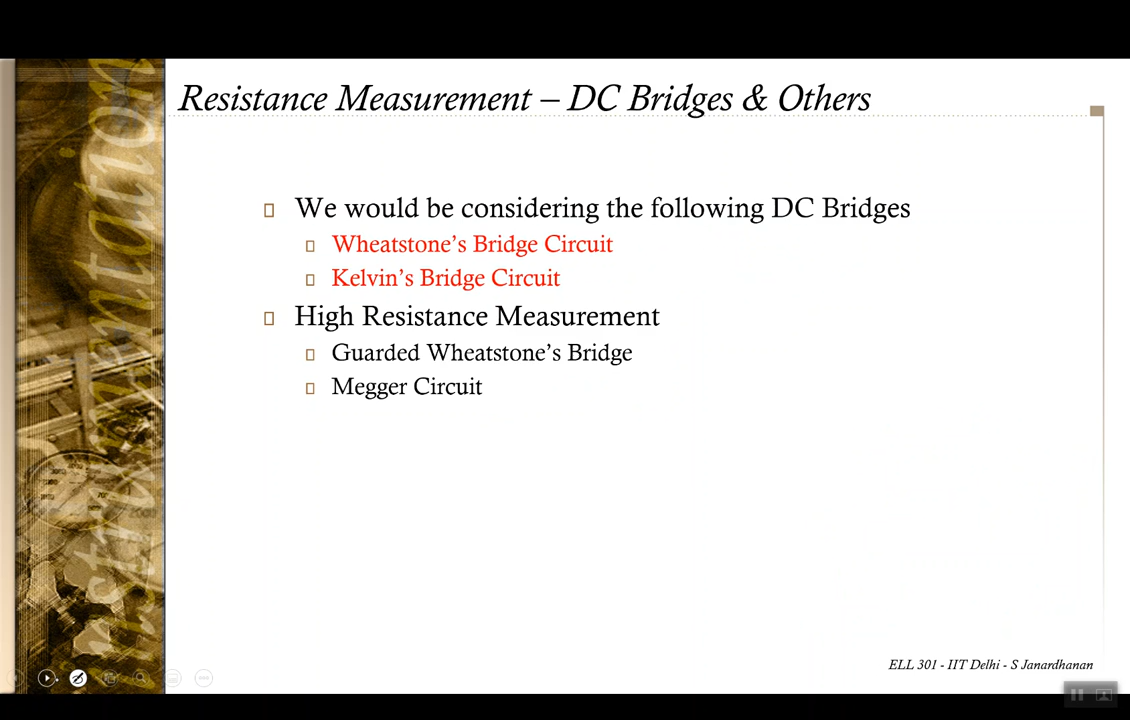 Resistance Measurement – DC Bridges & Others
We would be considering the following DC Bridges
Wheatstone’s Bridge Circuit
Kelvin’s Bridge Circuit
High Resistance Measurement
Guarded Wheatstone’s Bridge
Megger Circuit
ELL 301 - IIT Delhi - S Janardhanan